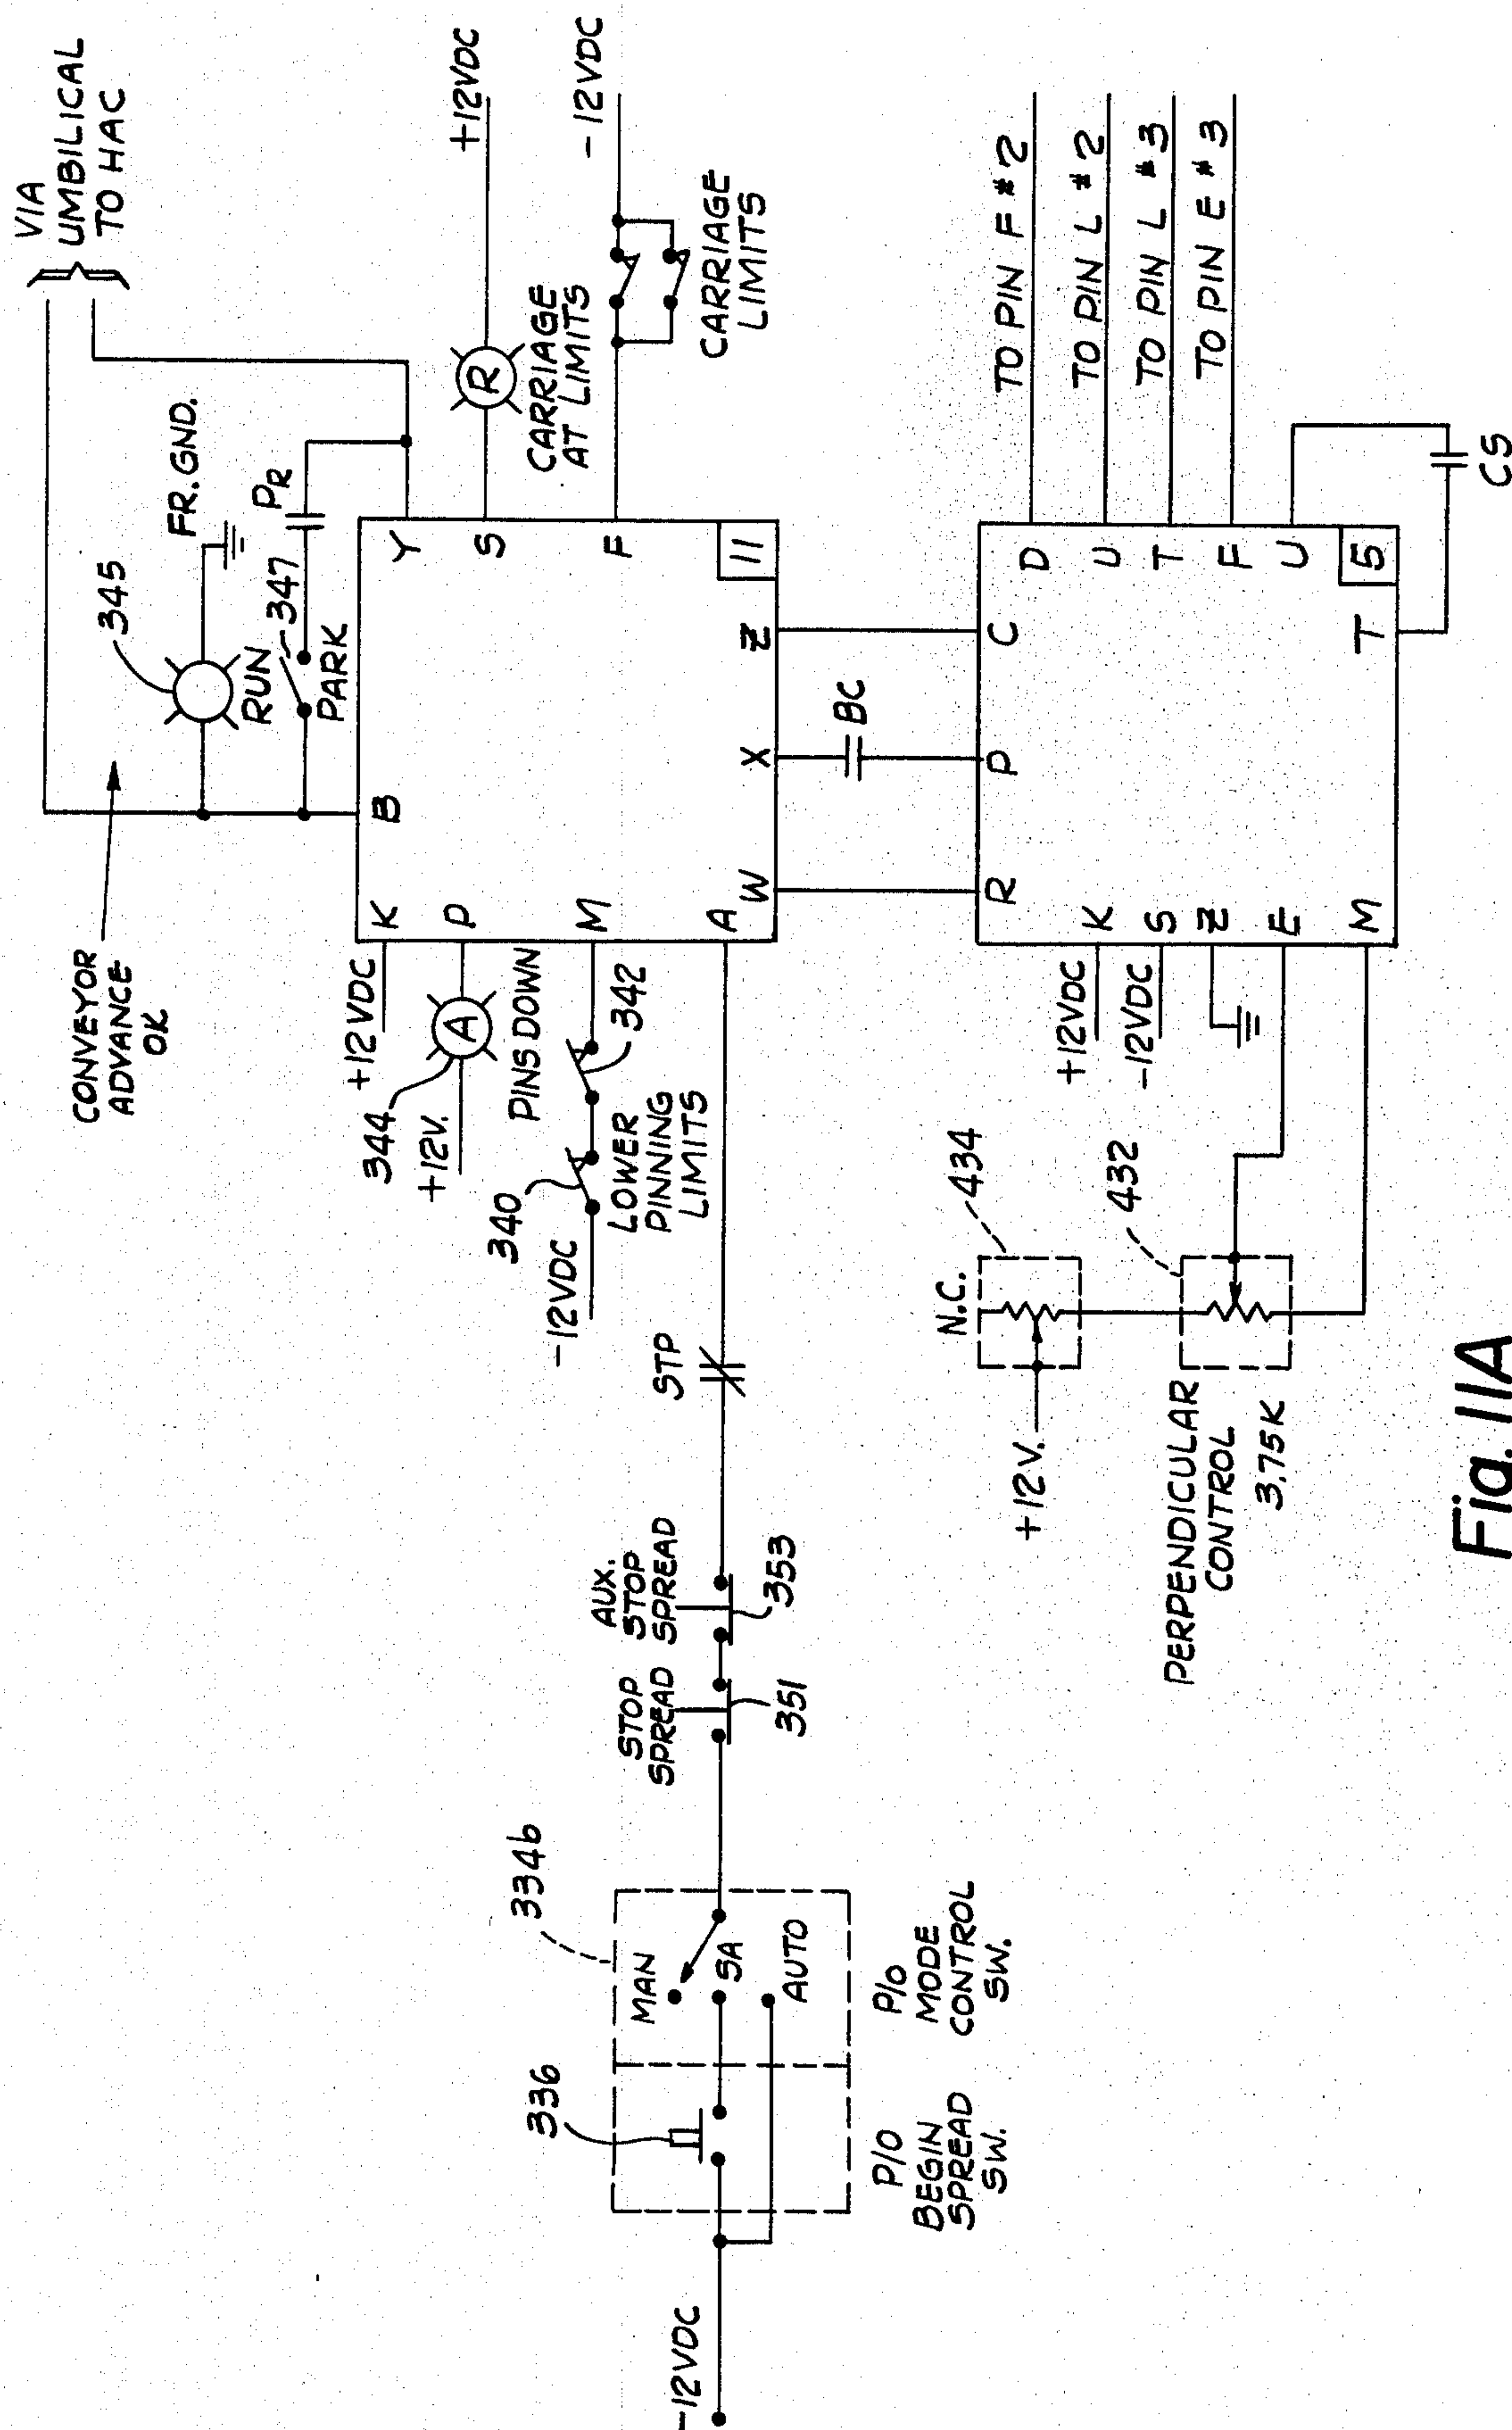 VIA
UMBILICAL
TO HAC
CONVEYOR
ADVANCE
OK
345
FR. GND.
RUN
347
PR
PARK
+12VDC
344
+12V.
A
PINS DOWN
340
342
-12VDC
LOWER
PINNING
LIMITS
K
P
M
A
B
Y
S
F
11
W
X
Z
R
+12VDC
CARRIAGE
AT LIMITS
-12VDC
CARRIAGE
LIMITS
-12VDC
336
P/O
BEGIN
SPREAD
SW.
334b
MAN
SA
AUTO
P/O
MODE
CONTROL
SW.
STOP
SPREAD
351
AUX.
STOP
SPREAD
353
STP
BC
R
P
C
K
S
Z
E
M
D
U
T
F
U
5
T
+12VDC
-12VDC
N.C.
434
+12V.
432
PERPENDICULAR
CONTROL
3.75K
TO PIN F #2
TO PIN L #2
TO PIN L #3
TO PIN E #3
CS
Fig. 11A